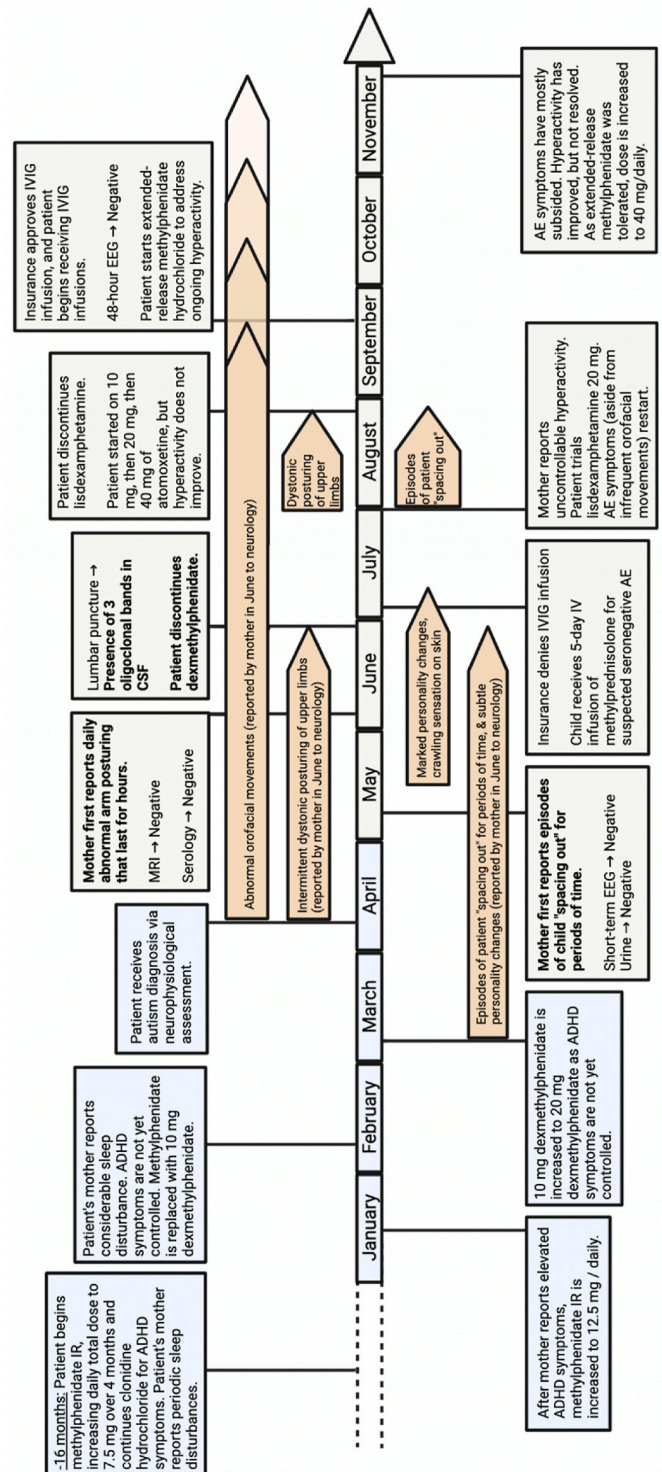 -16 months: Patient begins
methylphenidate IR,
increasing daily total dose to
7.5 mg over 4 months and
continues clonidine
hydrochloride for ADHD
symptoms. Patient's mother
reports periodic sleep
disturbances.
Patient's mother reports
considerable sleep
disturbance. ADHD
symptoms are not yet
controlled. Methylphenidate
is replaced with 10 mg
dexmethylphenidate.
Patient receives
autism diagnosis via
neurophysiological
assessment.
Mother first reports daily
abnormal arm posturing
that last for hours.
MRI → Negative
Serology → Negative
Lumbar puncture →
Presence of 3
oligoclonal bands in
CSF
Patient discontinues
dexmethylphenidate.
Patient discontinues
lisdexamphetamine.
Patient started on 10
mg, then 20 mg, then
40 mg of
atomoxetine, but
hyperactivity does not
improve.
Insurance approves IVIG
infusion, and patient
begins receiving IVIG
infusions.
48-hour EEG → Negative
Patient starts extended-
release methylphenidate
hydrochloride to address
ongoing hyperactivity.
Abnormal orofacial movements (reported by mother in June to neurology)
Intermittent dystonic posturing of upper limbs
(reported by mother in June to neurology)
Dystonic
posturing
of upper
limbs
January
February
March
April
May
June
July
August
September
October
November
Marked personality changes,
crawling sensation on skin
Episodes
of patient
"spacing out"
Episodes of patient "spacing out" for periods of time, & subtle
personality changes (reported by mother in June to neurology)
After mother reports elevated
ADHD symptoms,
methylphenidate IR is
increased to 12.5 mg / daily.
10 mg dexmethylphenidate is
increased to 20 mg
dexmethylphenidate as ADHD
symptoms are not yet
controlled.
Mother first reports episodes
of child "spacing out" for
periods of time.
Short-term EEG → Negative
Urine → Negative
Insurance denies IVIG infusion
Child receives 5-day IV
infusion of
methylprednisolone for
suspected seronegative AE
Mother reports
uncontrollable hyperactivity.
Patient trials
lisdexamphetamine 20 mg.
AE symptoms (aside from
infrequent orofacial
movements) restart.
AE symptoms have mostly
subsided. Hyperactivity has
improved, but not resolved.
As extended-release
methylphenidate was
tolerated, dose is increased
to 40 mg/daily.